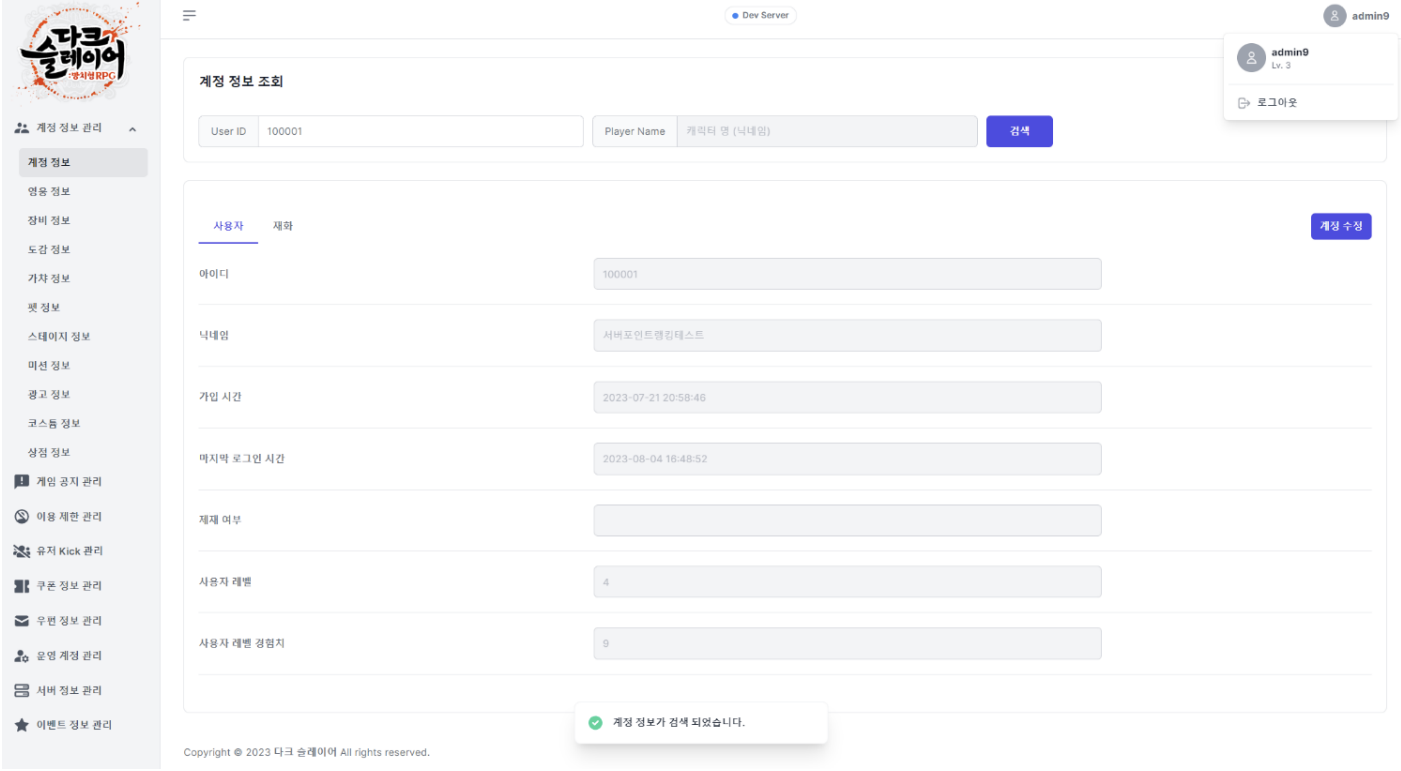 다크
슬레이어
:방치형RPG
계정 정보 관리
계정 정보
영웅 정보
장비 정보
도감 정보
가챠 정보
펫 정보
스테이지 정보
미션 정보
광고 정보
코스튬 정보
상점 정보
게임 공지 관리
이용 제한 관리
유저 Kick 관리
쿠폰 정보 관리
우편 정보 관리
운영 계정 관리
서버 정보 관리
이벤트 정보 관리
Dev Server
admin9
admin9
Lv. 3
로그아웃
계정 정보 조회
User ID 100001 Player Name 캐릭터 명 (닉네임) 검색
사용자 재화 계정 수정
아이디 100001
닉네임 서버포인트랭킹테스트
가입 시간 2023-07-21 20:58:46
마지막 로그인 시간 2023-08-04 16:48:52
제재 여부
사용자 레벨 4
사용자 레벨 경험치 9
계정 정보가 검색 되었습니다.
Copyright © 2023 다크 슬레이어 All rights reserved.